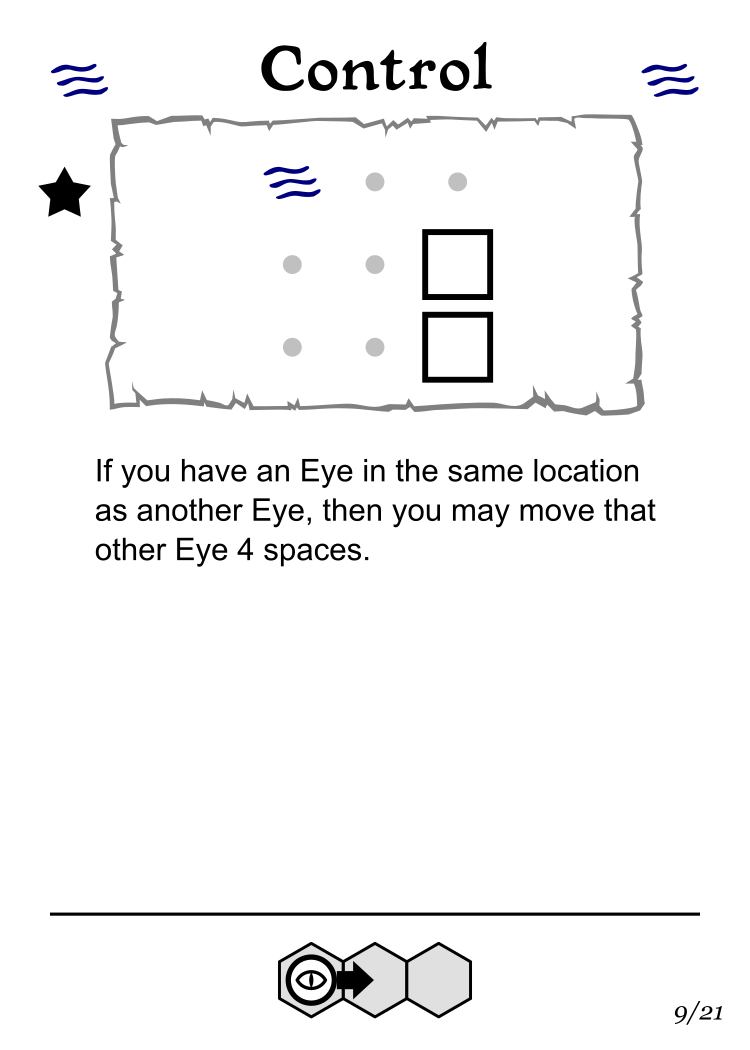 Control
If you have an Eye in the same location
as another Eye, then you may move that
other Eye 4 spaces.
9/21